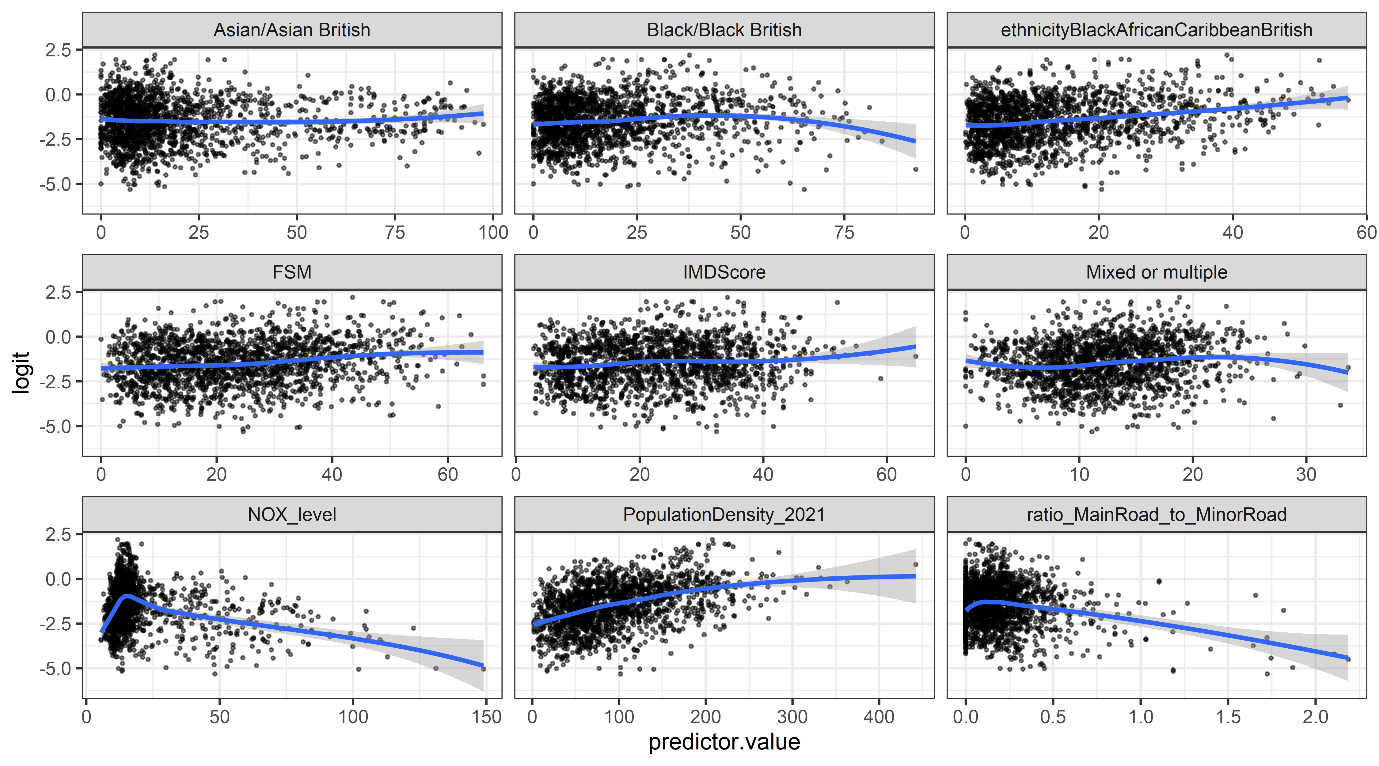 Asian/Asian British
Black/Black British
ethnicityBlackAfricanCaribbeanBritish
2.5
0.0
-2.5
-5.0
0 25 50 75 100
0 25 50 75
0 20 40 60
FSM
IMDScore
Mixed or multiple
2.5
0.0
-2.5
-5.0
0 20 40 60
0 20 40 60
0 10 20 30
NOX_level
PopulationDensity_2021
ratio_MainRoad_to_MinorRoad
2.5
0.0
-2.5
-5.0
0 50 100 150
0 100 200 300 400
0.0 0.5 1.0 1.5 2.0
logit
predictor.value